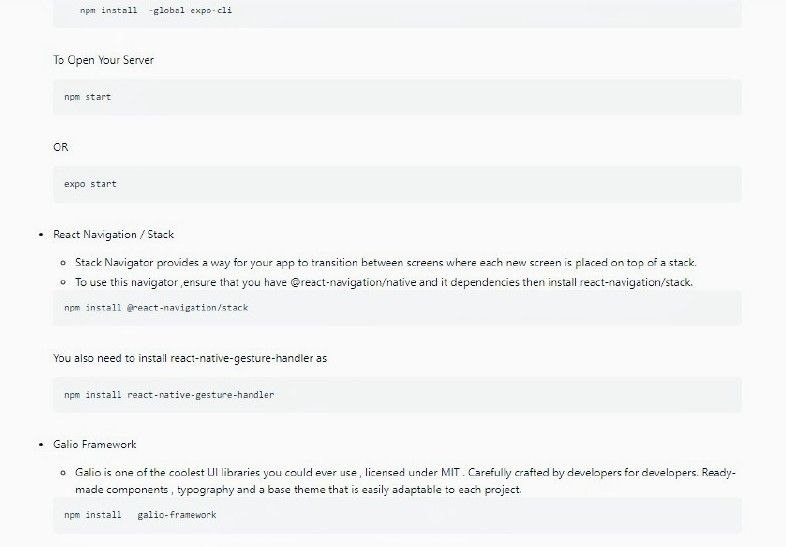 npm install -global expo-cli
To Open Your Server
npm start
OR
expo start
• React Navigation / Stack
Stack Navigator provides a way for your app to transition between screens where each new screen is placed on top of a stack.
To use this navigator ,ensure that you have @react-navigation/native and it dependencies then install react-navigation/stack.
npm install @react-navigation/stack
You also need to install react-native-gesture-handler as
npm install react-native-gesture-handler
• Galio Framework
Galio is one of the coolest UI libraries you could ever use , licensed under MIT . Carefully crafted by developers for developers. Ready-
made components , typography and a base theme that is easily adaptable to each project.
npm install galio-framework